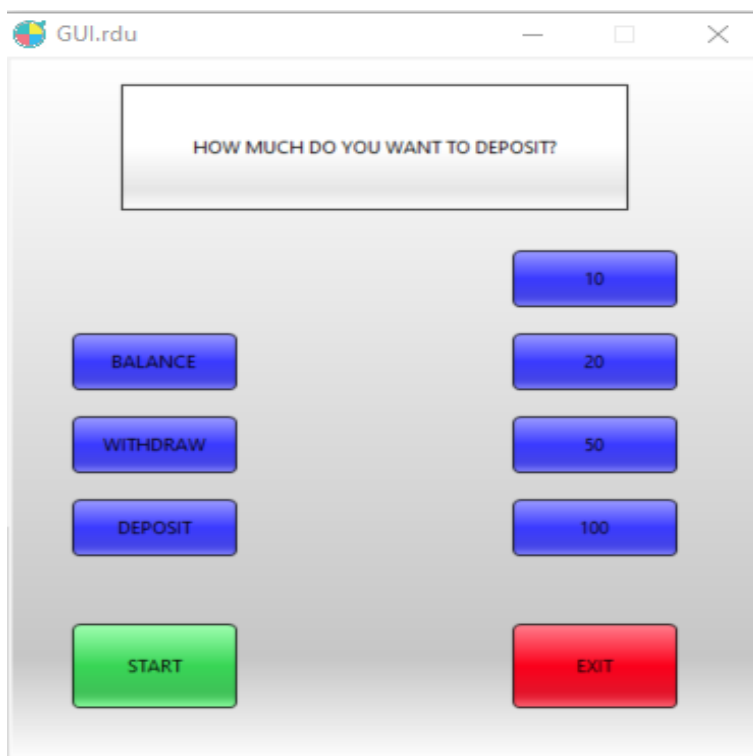 GUI.rdu
HOW MUCH DO YOU WANT TO DEPOSIT?
10
BALANCE
20
WITHDRAW
50
DEPOSIT
100
START
EXIT